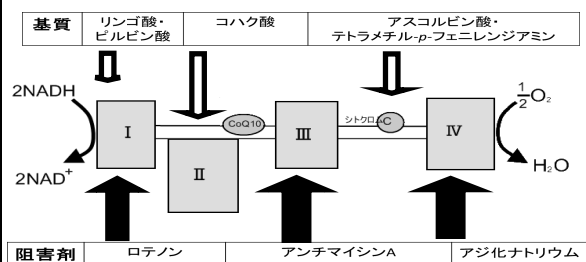 基質
リンゴ酸・
ピルビン酸
コハク酸
アスコルビン酸・
テトラメチル-p-フェニレンジアミン
2NADH
2NAD⁺
I
II
CoQ10
III
シトクロムC
IV
½O₂
H₂O
阻害剤
ロテノン
アンチマイシンA
アジ化ナトリウム